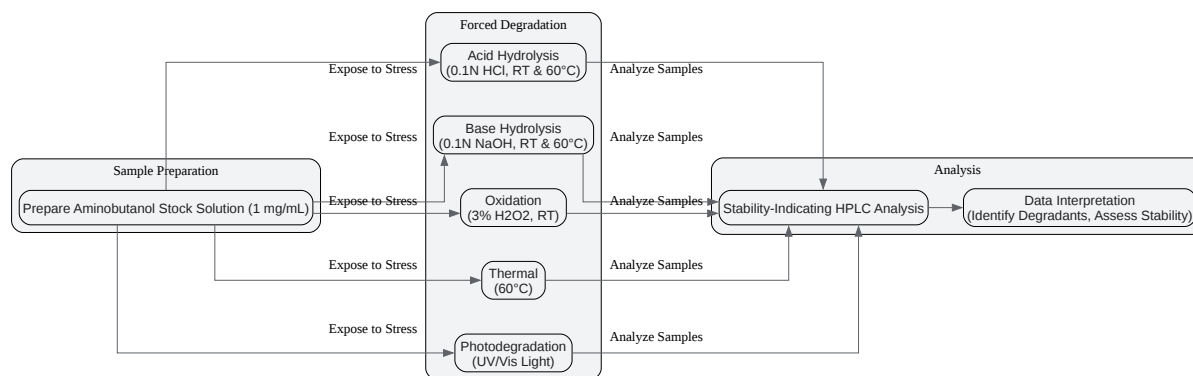 Forced Degradation
Acid Hydrolysis
(0.1N HCl, RT & 60°C)
Expose to Stress
Analyze Samples
Base Hydrolysis
(0.1N NaOH, RT & 60°C)
Expose to Stress
Analyze Samples
Sample Preparation
Prepare Aminobutanol Stock Solution (1 mg/mL)
Expose to Stress
Oxidation
(3% H2O2, RT)
Analyze Samples
Analysis
Stability-Indicating HPLC Analysis
Data Interpretation
(Identify Degradants, Assess Stability)
Expose to Stress
Thermal
(60°C)
Analyze Samples
Expose to Stress
Photodegradation
(UV/Vis Light)
Analyze Samples